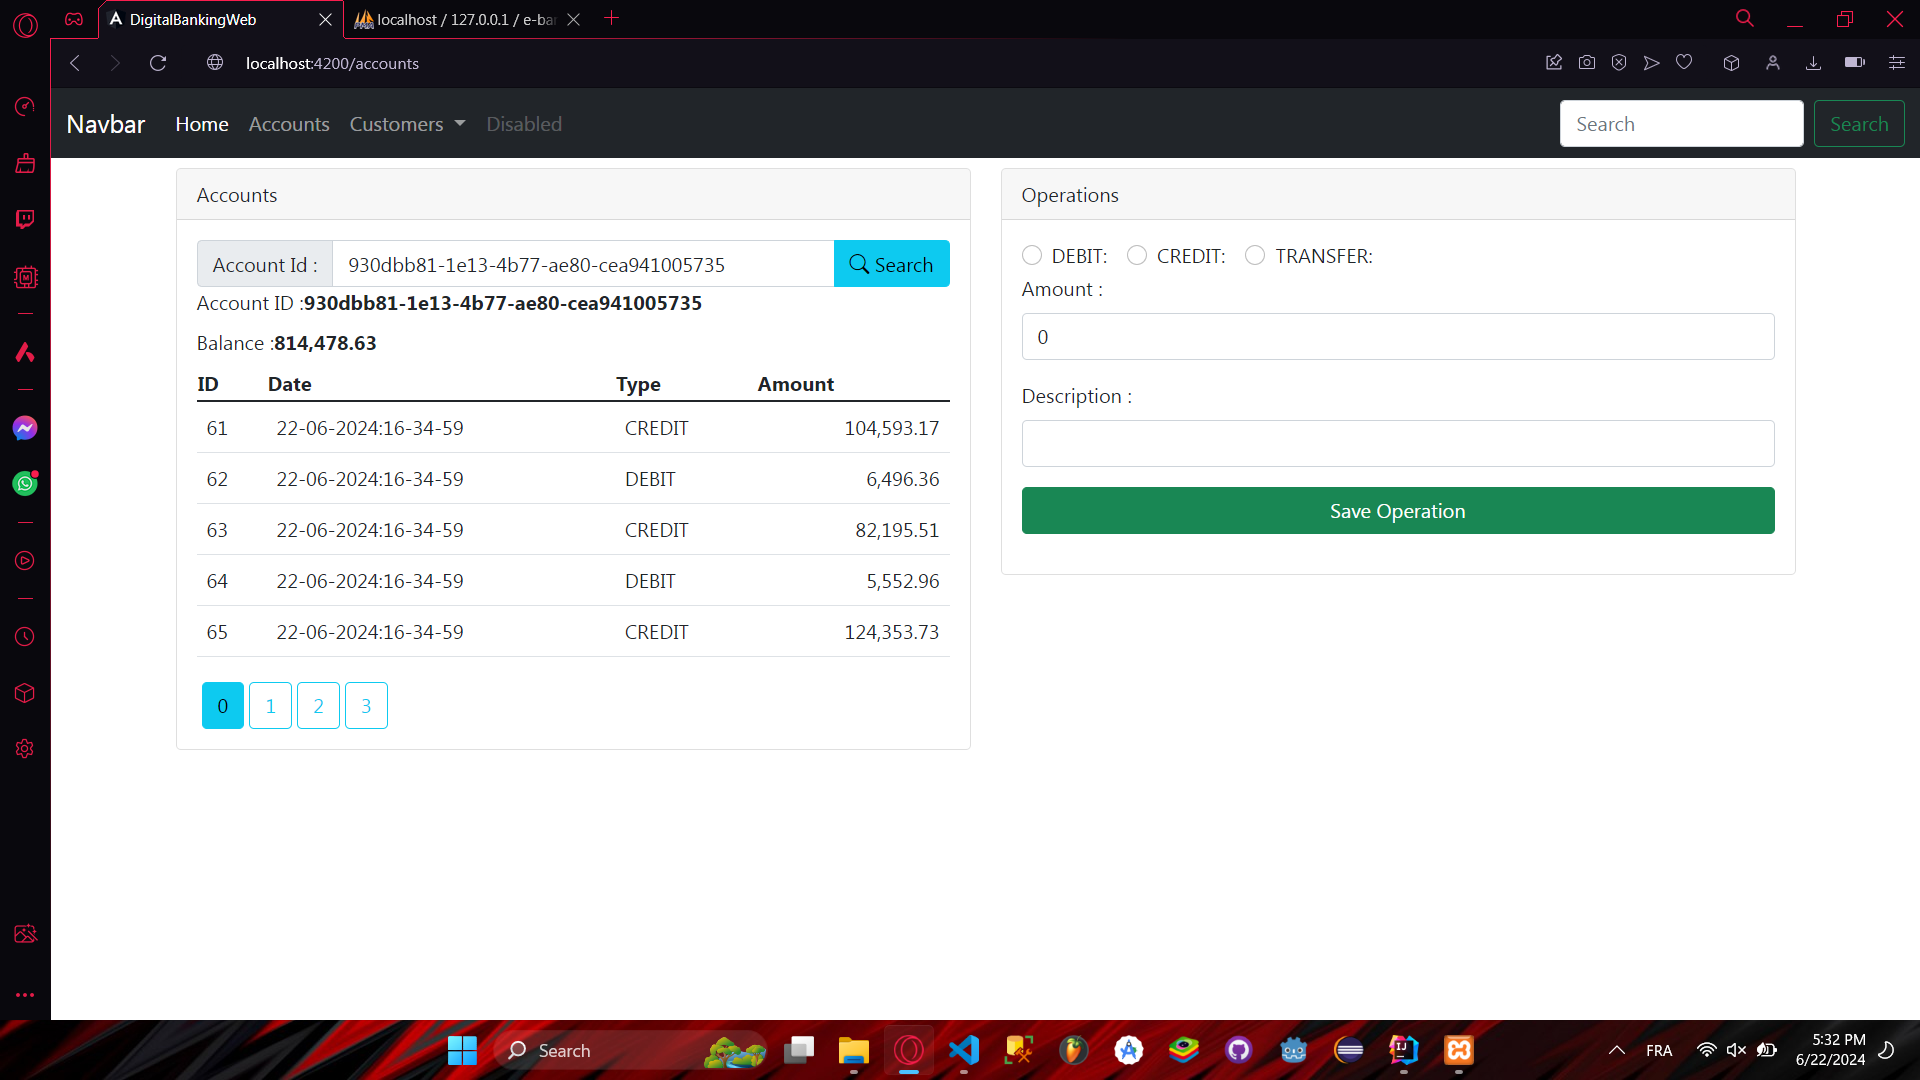 DigitalBankingWeb
localhost / 127.0.0.1 / e-ba
localhost:4200/accounts
Navbar Home Accounts Customers Disabled Search Search
Accounts
Account Id : 930dbb81-1e13-4b77-ae80-cea941005735 Search
Account ID :930dbb81-1e13-4b77-ae80-cea941005735
Balance :814,478.63
ID Date Type Amount
61 22-06-2024:16-34-59 CREDIT 104,593.17
62 22-06-2024:16-34-59 DEBIT 6,496.36
63 22-06-2024:16-34-59 CREDIT 82,195.51
64 22-06-2024:16-34-59 DEBIT 5,552.96
65 22-06-2024:16-34-59 CREDIT 124,353.73
0 1 2 3
Operations
DEBIT: CREDIT: TRANSFER:
Amount :
0
Description :
Save Operation
Search
FRA
5:32 PM
6/22/2024